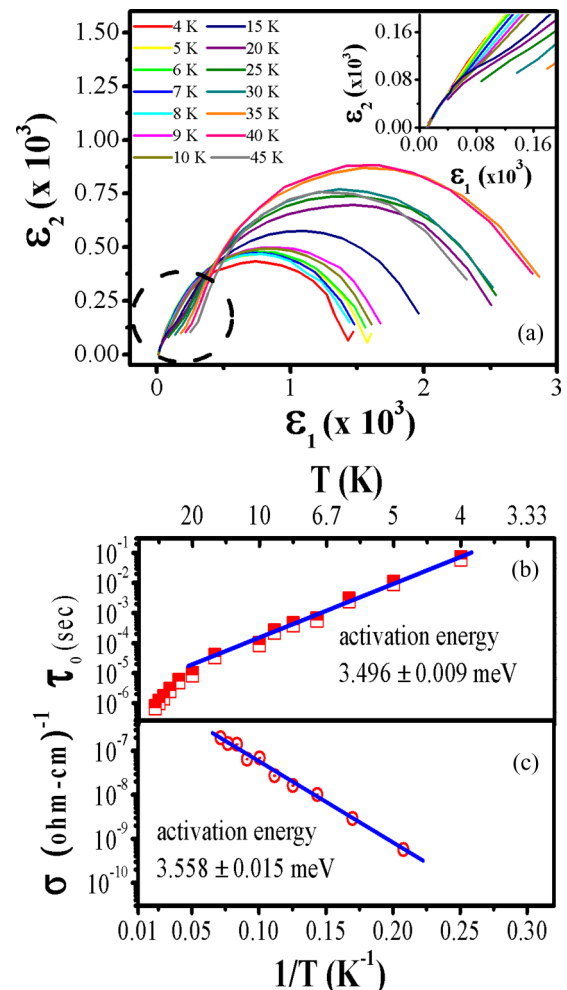 1.50
1.25
1.00
0.75
0.50
0.25
0.00
ε₂ (x 10³)
4 K
5 K
6 K
7 K
8 K
9 K
10 K
15 K
20 K
25 K
30 K
35 K
40 K
45 K
0.16
0.08
0.00
ε₂ (x10³)
0.00 0.08 0.16
ε₁ (x10³)
(a)
0 1 2 3
ε₁ (x 10³)
T (K)
20 10 6.7 5 4 3.33
10⁻¹
10⁻²
10⁻³
10⁻⁴
10⁻⁵
10⁻⁶
τ₀ (sec)
(b)
activation energy
3.496 ± 0.009 meV
10⁻⁷
10⁻⁸
10⁻⁹
10⁻¹⁰
σ (ohm-cm)⁻¹
(c)
activation energy
3.558 ± 0.015 meV
0.01 0.05 0.10 0.15 0.20 0.25 0.30
1/T (K⁻¹)